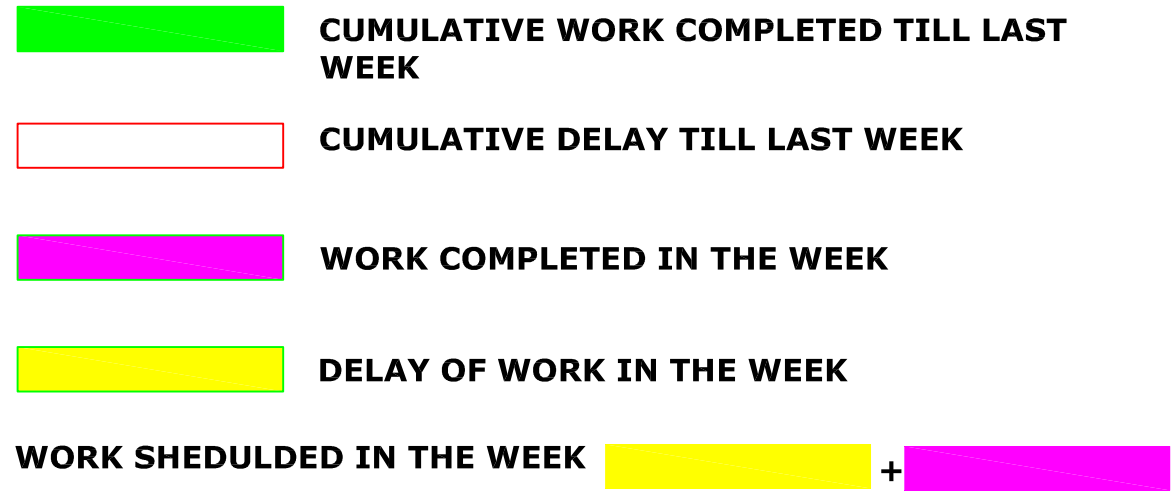 CUMULATIVE WORK COMPLETED TILL LAST
WEEK
CUMULATIVE DELAY TILL LAST WEEK
WORK COMPLETED IN THE WEEK
DELAY OF WORK IN THE WEEK
WORK SHEDULDED IN THE WEEK +